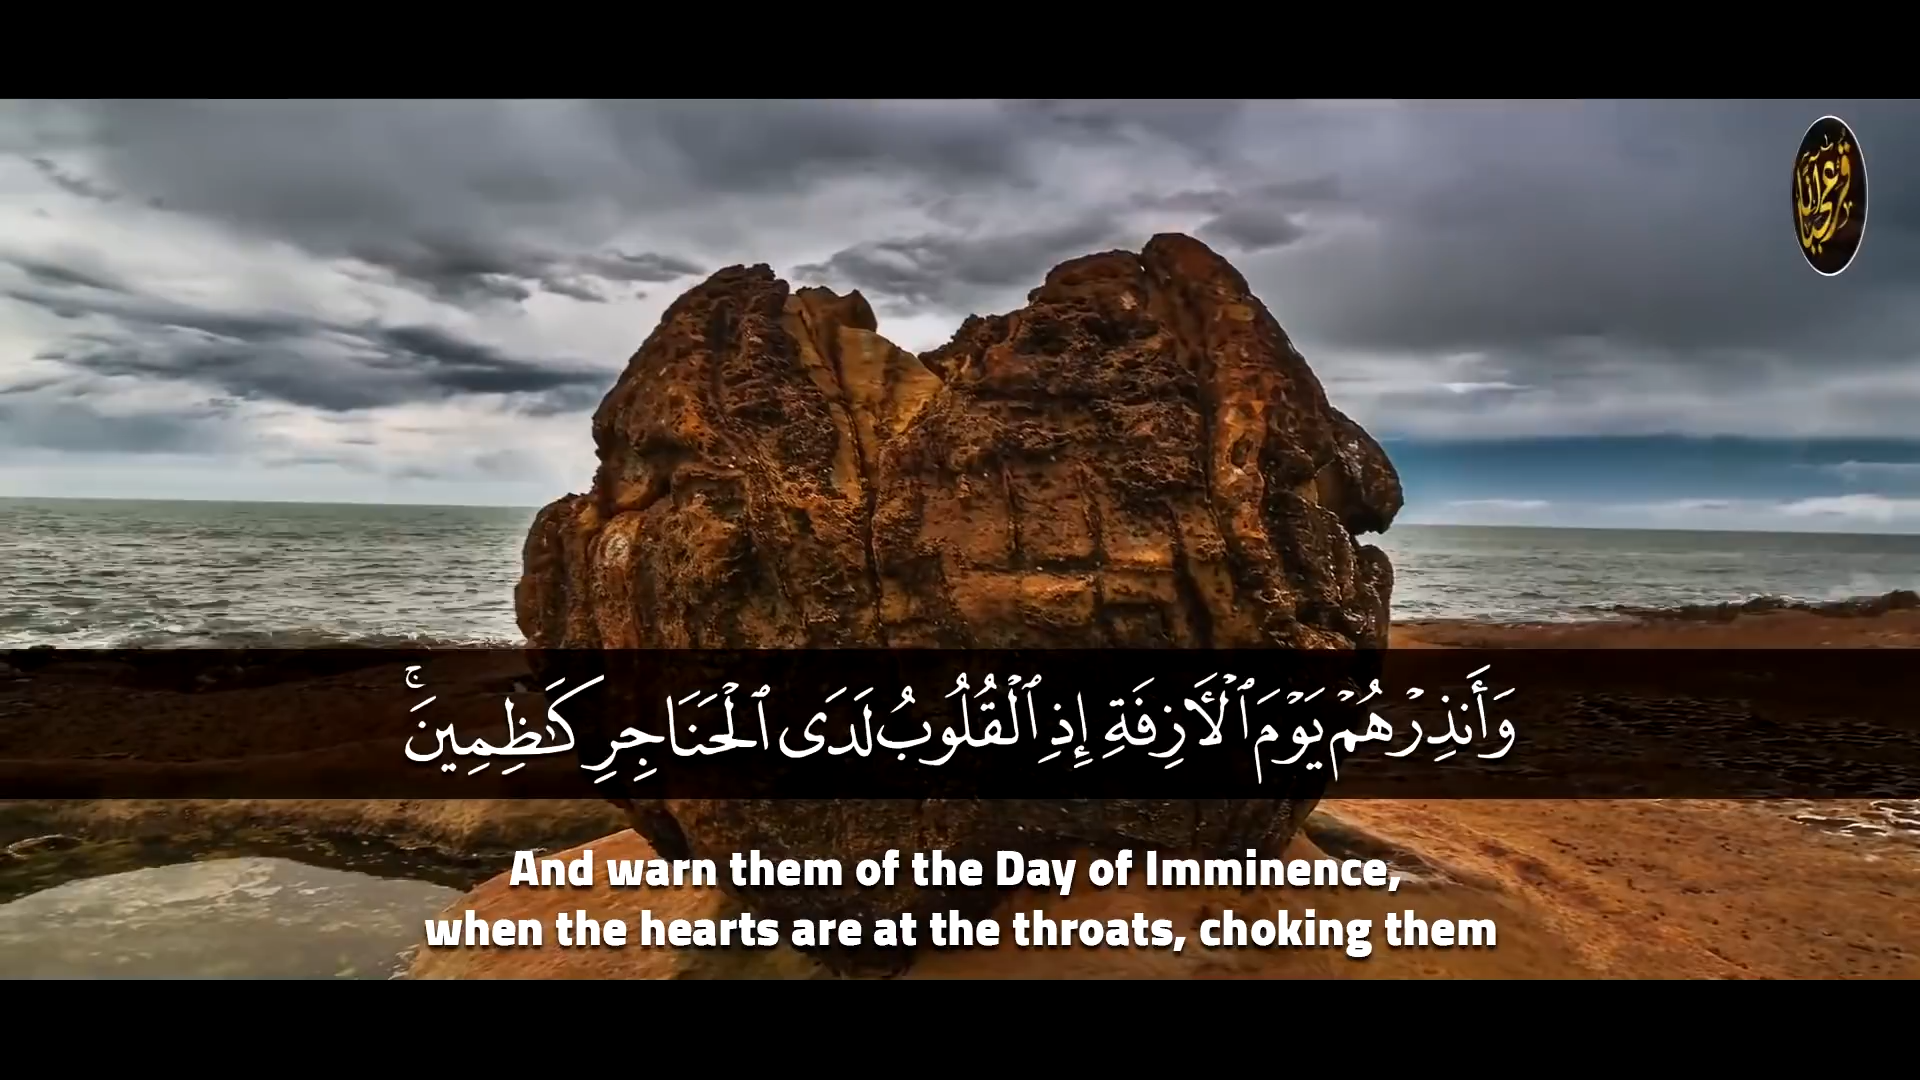 وَأَنذِرْهُمْ يَوْمَ ٱلْـَٔازِفَةِ إِذِ ٱلْقُلُوبُ لَدَى ٱلْحَنَاجِرِ كَـٰظِمِينَ ۚ
And warn them of the Day of Imminence,
when the hearts are at the throats, choking them